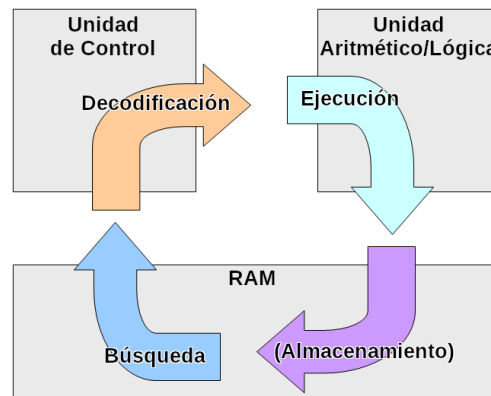 Unidad
de Control
Unidad
Aritmético/Lógica
Decodificación
Ejecución
RAM
Búsqueda
(Almacenamiento)